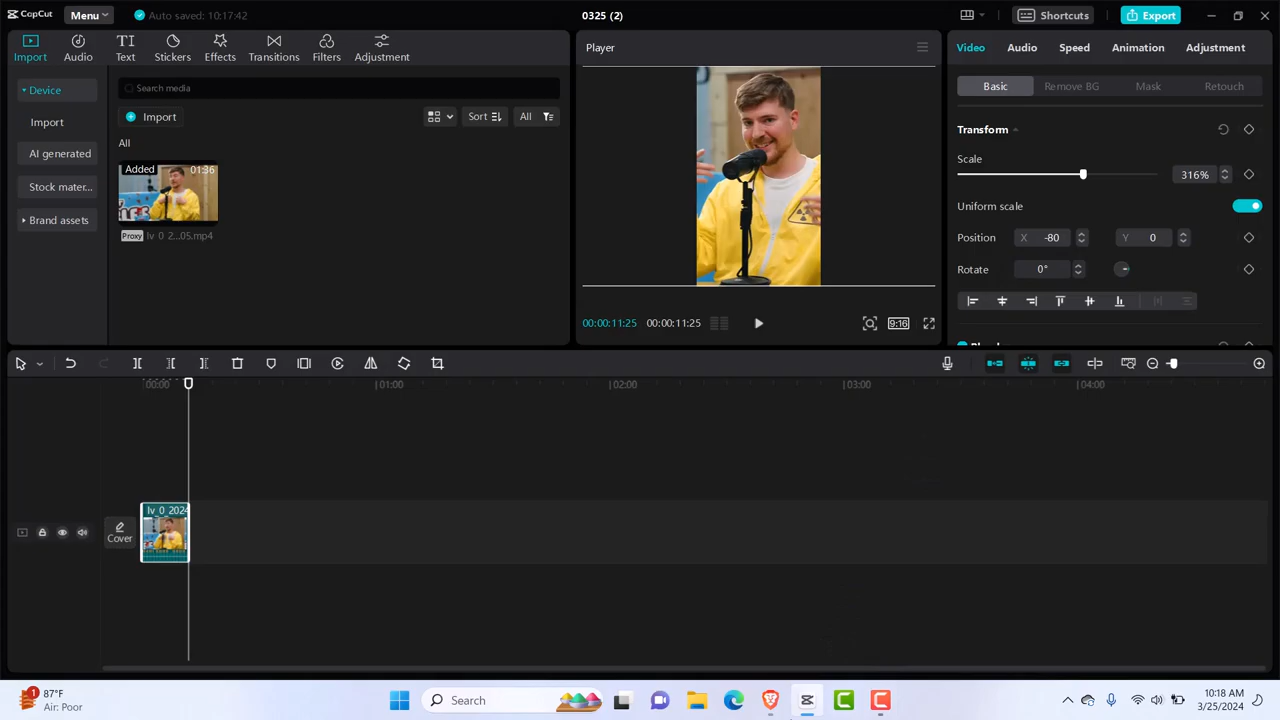 CapCut
Menu
Auto saved: 10:17:42
0325 (2)
Shortcuts
Export
Import
Audio
Text
Stickers
Effects
Transitions
Filters
Adjustment
Device
Import
AI generated
Stock mater...
Brand assets
Search media
Import
Sort
All
All
Added
01:36
Proxy
lv_0_2...05.mp4
Player
00:00:11:25
00:00:11:25
9:16
Video
Audio
Speed
Animation
Adjustment
Basic
Remove BG
Mask
Retouch
Transform
Scale
316%
Uniform scale
Position
X
-80
Y
0
Rotate
0°
00:00
01:00
02:00
03:00
04:00
Cover
lv_0_2024
1
87°F
Air: Poor
Search
10:18 AM
3/25/2024